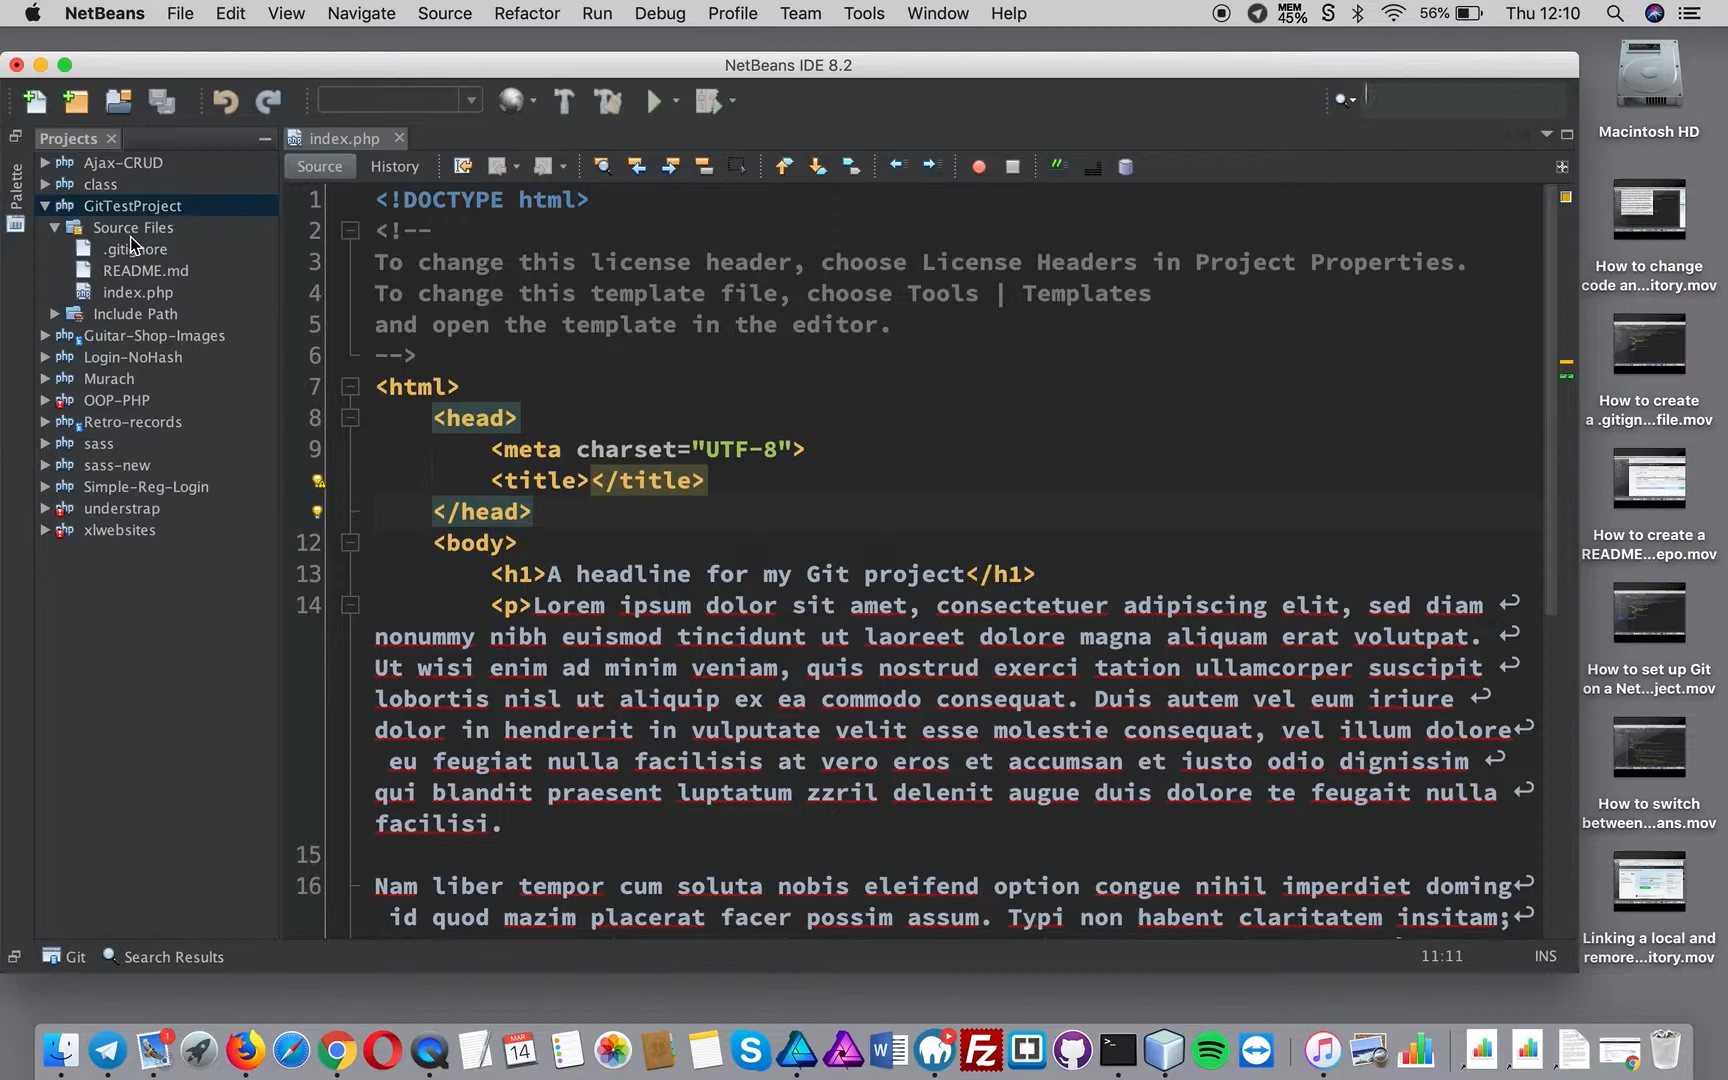 NetBeans File Edit View Navigate Source Refactor Run Debug Profile Team Tools Window Help MEM 45% 56% Thu 12:10
NetBeans IDE 8.2
Projects
index.php
Source History
Palette
Ajax-CRUD
class
GitTestProject
Source Files
.gitignore
README.md
index.php
Include Path
Guitar-Shop-Images
Login-NoHash
Murach
OOP-PHP
Retro-records
sass
sass-new
Simple-Reg-Login
understrap
xlwebsites
1 <!DOCTYPE html>
2 <!--
3 To change this license header, choose License Headers in Project Properties.
4 To change this template file, choose Tools | Templates
5 and open the template in the editor.
6 -->
7 <html>
8 <head>
9 <meta charset="UTF-8">
<title></title>
</head>
12 <body>
13 <h1>A headline for my Git project</h1>
14 <p>Lorem ipsum dolor sit amet, consectetuer adipiscing elit, sed diam
nonummy nibh euismod tincidunt ut laoreet dolore magna aliquam erat volutpat.
Ut wisi enim ad minim veniam, quis nostrud exerci tation ullamcorper suscipit
lobortis nisl ut aliquip ex ea commodo consequat. Duis autem vel eum iriure
dolor in hendrerit in vulputate velit esse molestie consequat, vel illum dolore
eu feugiat nulla facilisis at vero eros et accumsan et iusto odio dignissim
qui blandit praesent luptatum zzril delenit augue duis dolore te feugait nulla
facilisi.
15
16 Nam liber tempor cum soluta nobis eleifend option congue nihil imperdiet doming
id quod mazim placerat facer possim assum. Typi non habent claritatem insitam;
Git Search Results
11:11 INS
Macintosh HD
How to change
code an...itory.mov
How to create
a .gitign...file.mov
How to create a
README...epo.mov
How to set up Git
on a Net...ject.mov
How to switch
between...ans.mov
Linking a local and
remore...itory.mov
MAR
14